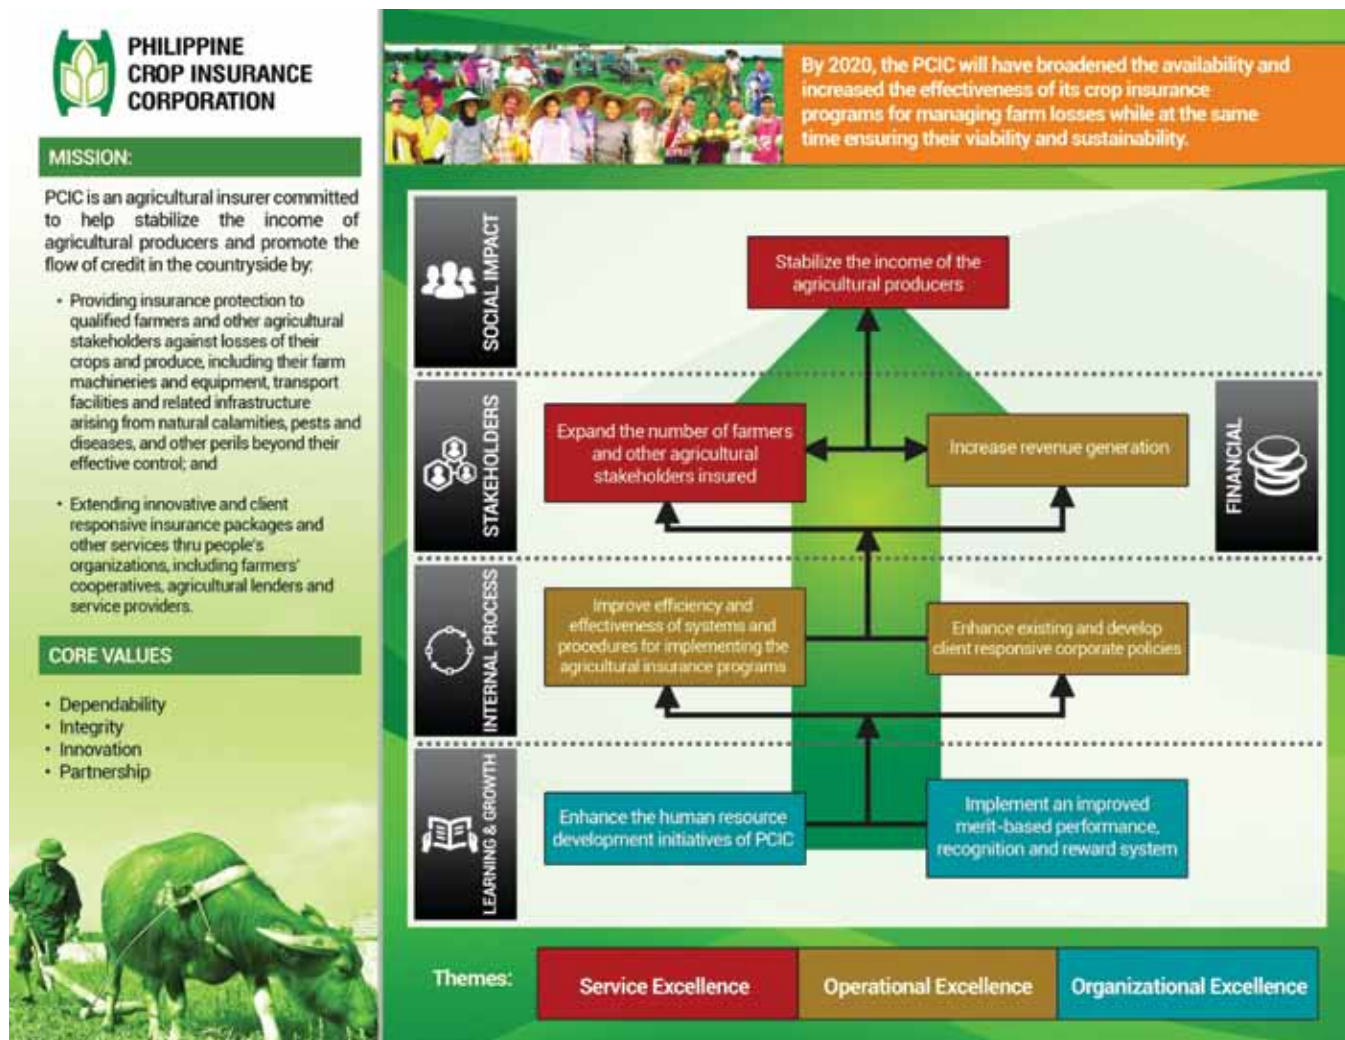 PHILIPPINE
CROP INSURANCE
CORPORATION
MISSION:
PCIC is an agricultural insurer committed
to help stabilize the income of
agricultural producers and promote the
flow of credit in the countryside by:
• Providing insurance protection to
qualified farmers and other agricultural
stakeholders against losses of their
crops and produce, including their farm
machineries and equipment, transport
facilities and related infrastructure
arising from natural calamities, pests and
diseases, and other perils beyond their
effective control; and
• Extending innovative and client
responsive insurance packages and
other services thru people's
organizations, including farmers'
cooperatives, agricultural lenders and
service providers.
CORE VALUES
• Dependability
• Integrity
• Innovation
• Partnership
By 2020, the PCIC will have broadened the availability and
increased the effectiveness of its crop insurance
programs for managing farm losses while at the same
time ensuring their viability and sustainability.
SOCIAL IMPACT
Stabilize the income of the
agricultural producers
STAKEHOLDERS
Expand the number of farmers
and other agricultural
stakeholders insured
Increase revenue generation
FINANCIAL
INTERNAL PROCESS
Improve efficiency and
effectiveness of systems and
procedures for implementing the
agricultural insurance programs
Enhance existing and develop
client responsive corporate policies
LEARNING & GROWTH
Enhance the human resource
development initiatives of PCIC
Implement an improved
merit-based performance,
recognition and reward system
Themes:
Service Excellence
Operational Excellence
Organizational Excellence